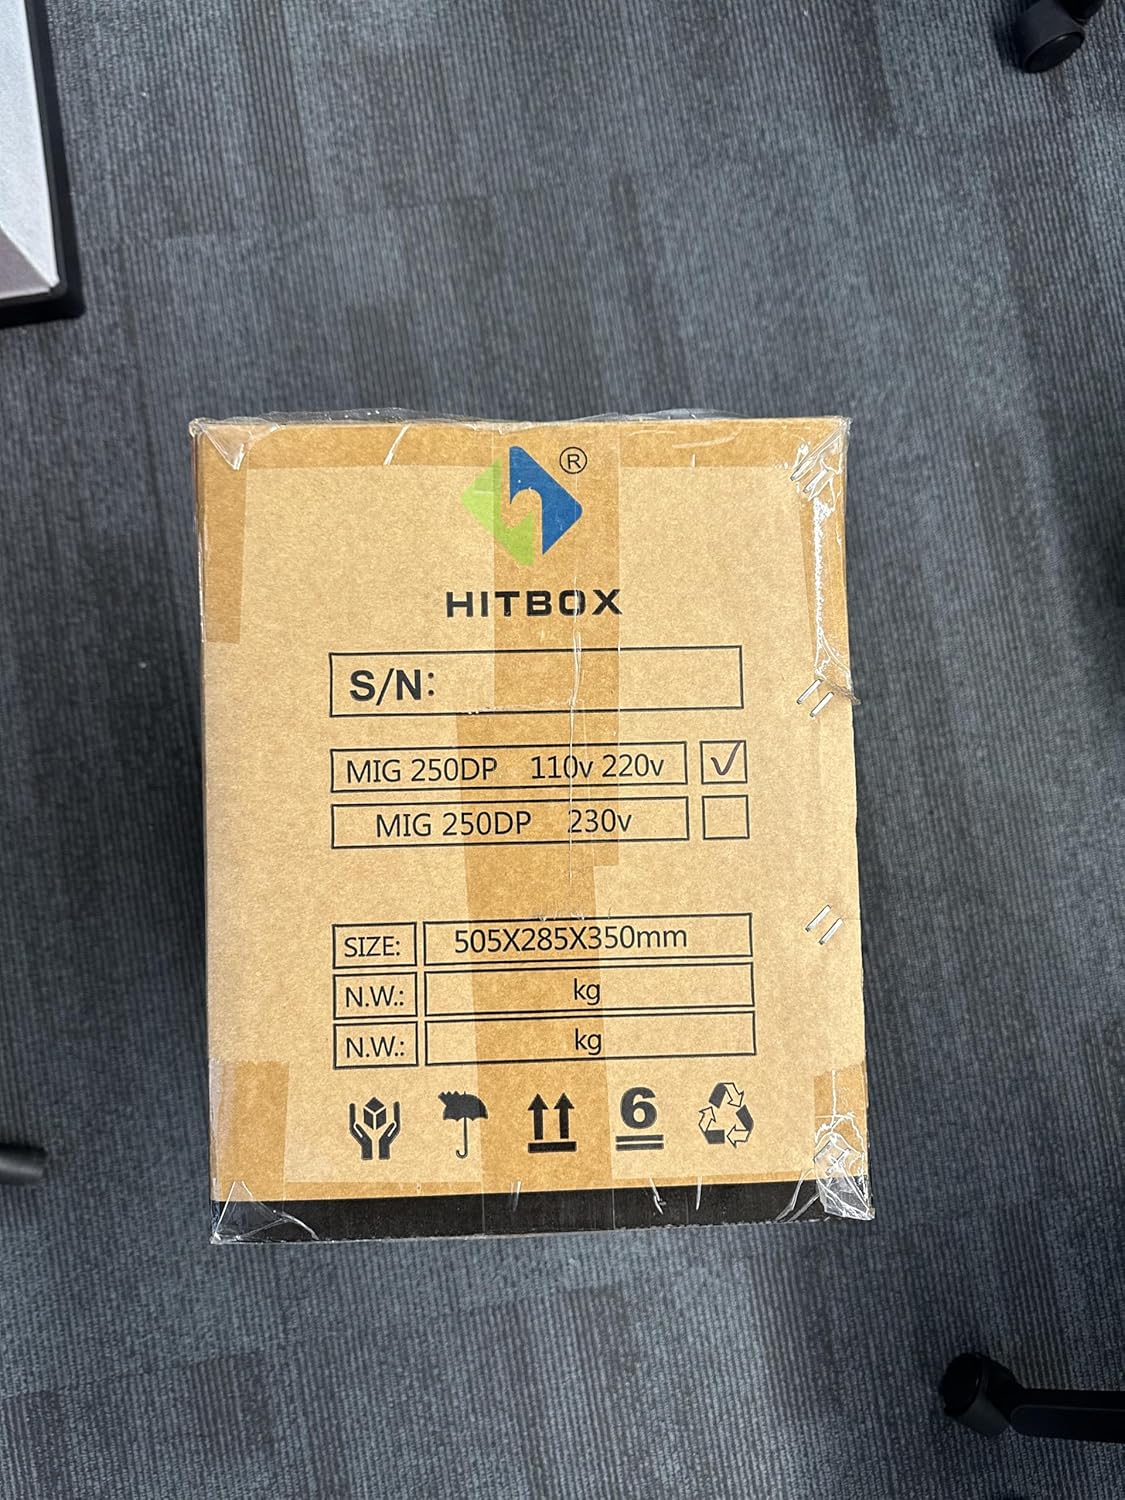 ®
HITBOX
S/N:
MIG 250DP 110v 220v ✓
MIG 250DP 230v
SIZE: 505X285X350mm
N.W.: kg
N.W.: kg
6